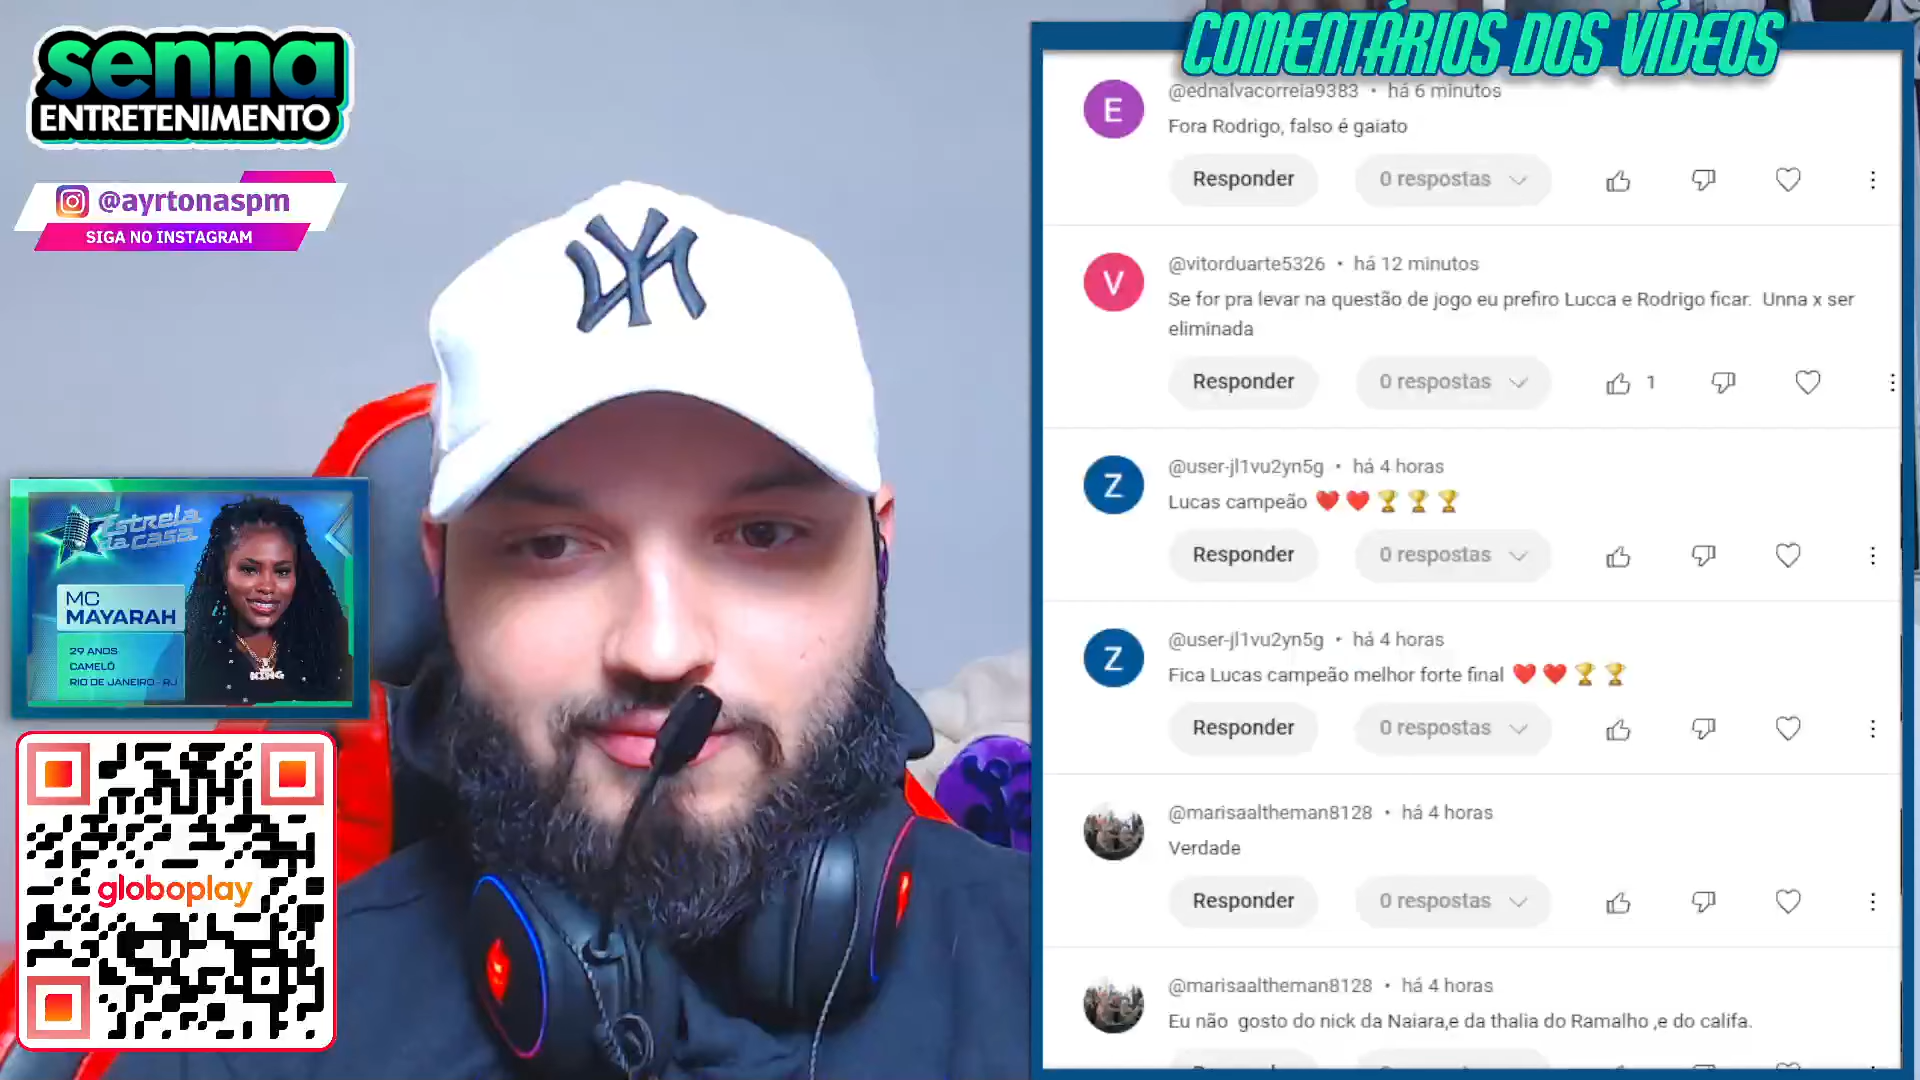 senna
ENTRETENIMENTO
@ayrtonaspm
SIGA NO INSTAGRAM
NY
Estrela
da casa
MC
MAYARAH
29 ANOS
CAMELÔ
RIO DE JANEIRO - RJ
KING
globoplay
COMENTÁRIOS DOS VÍDEOS
@ednalvacorreia9383 • há 6 minutos
Fora Rodrigo, falso é gaiato
Responder 0 respostas
@vitorduarte5326 • há 12 minutos
Se for pra levar na questão de jogo eu prefiro Lucca e Rodrigo ficar. Unna x ser
eliminada
Responder 0 respostas 1
@user-jl1vu2yn5g • há 4 horas
Lucas campeão ❤️ ❤️ 🏆 🏆 🏆
Responder 0 respostas
@user-jl1vu2yn5g • há 4 horas
Fica Lucas campeão melhor forte final ❤️ ❤️ 🏆 🏆
Responder 0 respostas
@marisaaltheman8128 • há 4 horas
Verdade
Responder 0 respostas
@marisaaltheman8128 • há 4 horas
Eu não gosto do nick da Naiara,e da thalia do Ramalho ,e do califa.